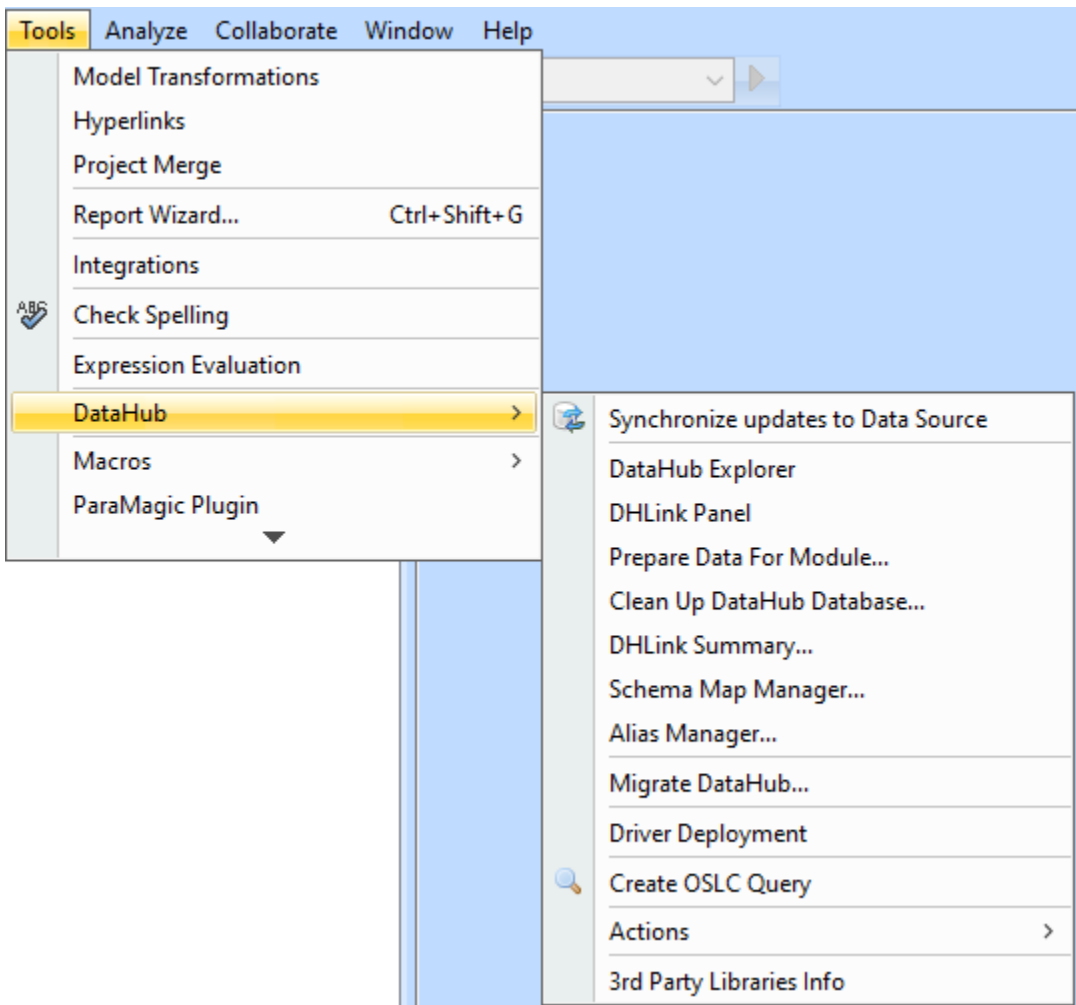 Tools Analyze Collaborate Window Help
Model Transformations
Hyperlinks
Project Merge
Report Wizard... Ctrl+Shift+G
Integrations
ABC
Check Spelling
Expression Evaluation
DataHub
Macros
ParaMagic Plugin
Synchronize updates to Data Source
DataHub Explorer
DHLink Panel
Prepare Data For Module...
Clean Up DataHub Database...
DHLink Summary...
Schema Map Manager...
Alias Manager...
Migrate DataHub...
Driver Deployment
Create OSLC Query
Actions
3rd Party Libraries Info